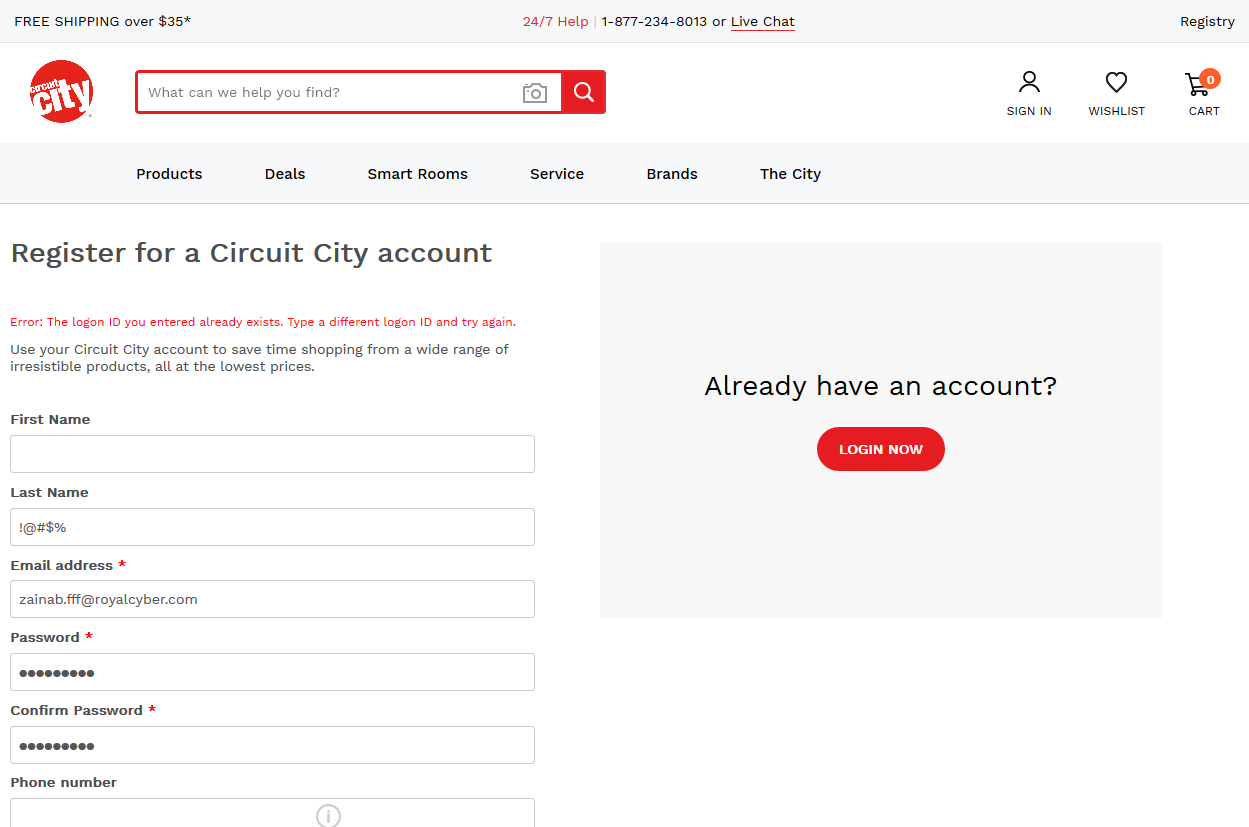 FREE SHIPPING over $35*
24/7 Help | 1-877-234-8013 or Live Chat
Registry
circuit
city
What can we help you find?
SIGN IN
WISHLIST
0
CART
Products
Deals
Smart Rooms
Service
Brands
The City
Register for a Circuit City account
Error: The logon ID you entered already exists. Type a different logon ID and try again.
Use your Circuit City account to save time shopping from a wide range of
irresistible products, all at the lowest prices.
First Name
Last Name
!@#$%
Email address *
zainab.fff@royalcyber.com
Password *
●●●●●●●●●
Confirm Password *
●●●●●●●●●
Phone number
Already have an account?
LOGIN NOW